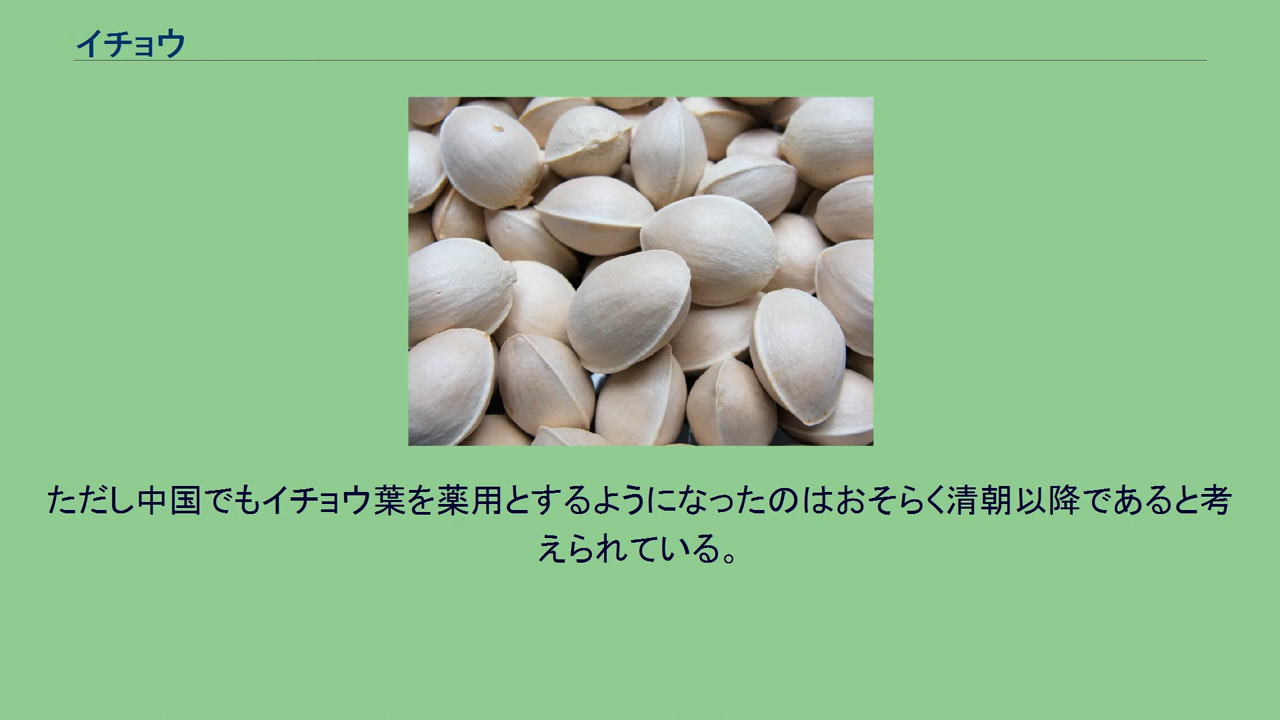 イチョウ
ただし中国でもイチョウ葉を薬用とするようになったのはおそらく清朝以降であると考
えられている。